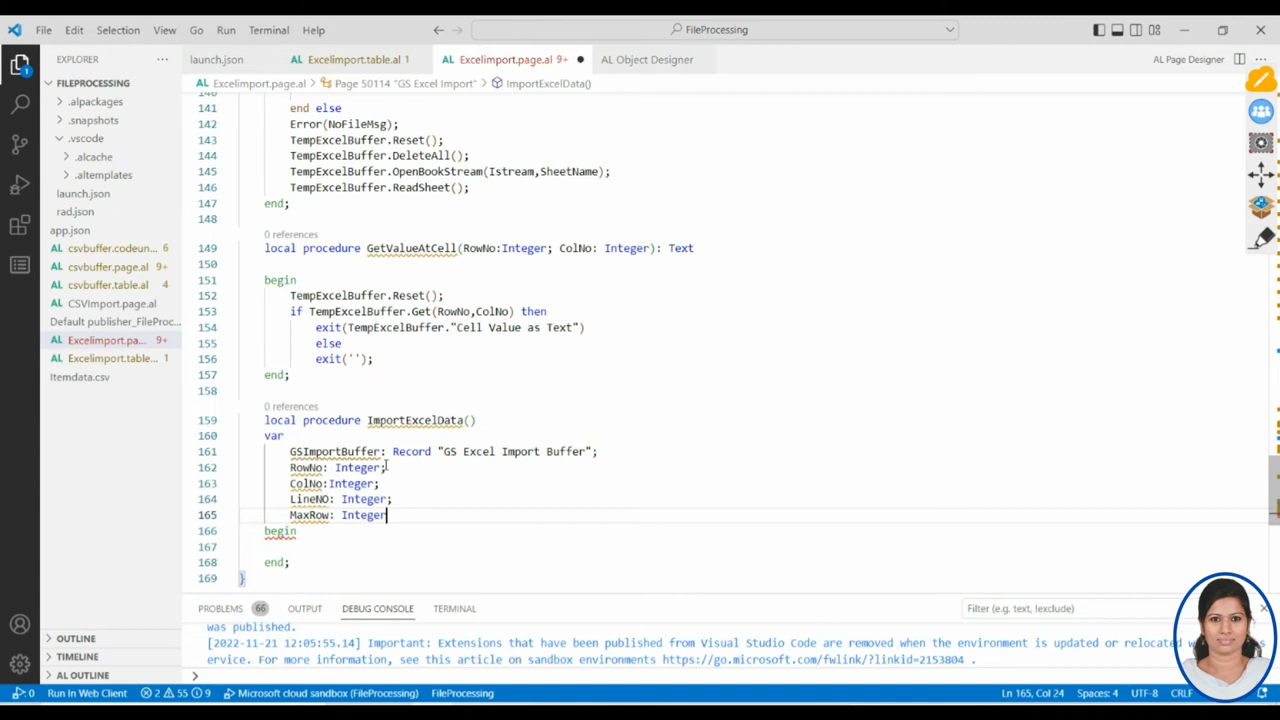 File Edit Selection View Go Run Terminal Help
FileProcessing
EXPLORER
launch.json
Excelimport.table.al 1
Excelimport.page.al 9+
AL Object Designer
AL Page Designer
FILEPROCESSING
Excelimport.page.al > Page 50114 "GS Excel Import" > ImportExcelData()
.alpackages
.snapshots
.vscode
.alcache
.altemplates
launch.json
rad.json
app.json
AL csvbuffer.codeun... 6
AL csvbuffer.page.al 9+
AL csvbuffer.table.al 4
AL CSVImport.page.al
Default publisher_FileProc...
AL Excelimport.pa... 9+
AL Excelimport.table... 1
Itemdata.csv
140
141 end else
142 Error(NoFileMsg);
143 TempExcelBuffer.Reset();
144 TempExcelBuffer.DeleteAll();
145 TempExcelBuffer.OpenBookStream(Istream,SheetName);
146 TempExcelBuffer.ReadSheet();
147 end;
148
0 references
149 local procedure GetValueAtCell(RowNo:Integer; ColNo: Integer): Text
150
151 begin
152 TempExcelBuffer.Reset();
153 if TempExcelBuffer.Get(RowNo,ColNo) then
154 exit(TempExcelBuffer."Cell Value as Text")
155 else
156 exit('');
157 end;
158
0 references
159 local procedure ImportExcelData()
160 var
161 GSImportBuffer: Record "GS Excel Import Buffer";
162 RowNo: Integer;
163 ColNo:Integer;
164 LineNO: Integer;
165 MaxRow: Integer
166 begin
167
168 end;
169 }
PROBLEMS 66 OUTPUT DEBUG CONSOLE TERMINAL
Filter (e.g. text, !exclude)
was published.
[2022-11-21 12:05:55.14] Important: Extensions that have been published from Visual Studio Code are removed when the environment is updated or relocated
ervice. For more information, see this article on sandbox environments https://go.microsoft.com/fwlink/?linkid=2153804 .
OUTLINE
TIMELINE
AL OUTLINE
0 Run In Web Client 2 55 9 Microsoft cloud sandbox (FileProcessing) FileProcessing
Ln 165, Col 24 Spaces: 4 UTF-8 CRLF